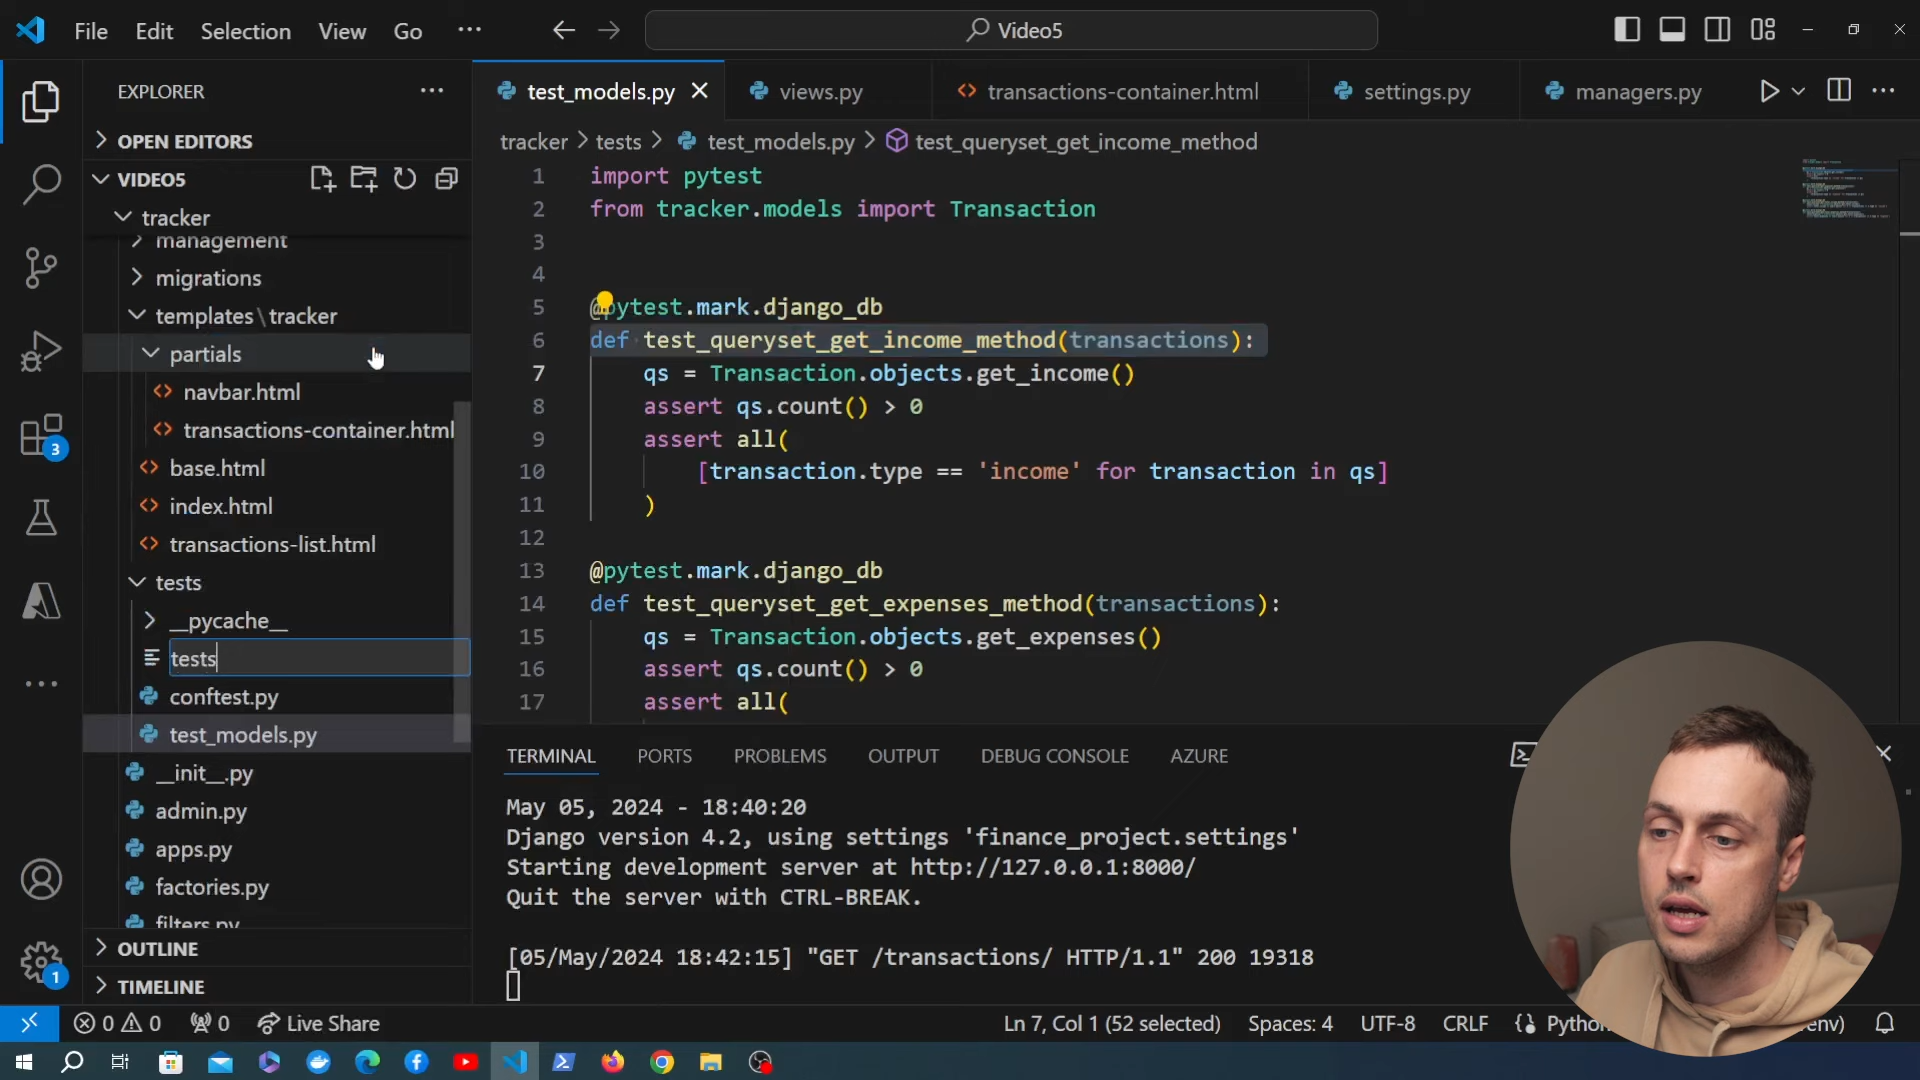 File Edit Selection View Go ··· Video5
EXPLORER ···
OPEN EDITORS
VIDEO5
tracker
management
migrations
templates\tracker
partials
navbar.html
transactions-container.html
base.html
index.html
transactions-list.html
tests
__pycache__
tests
conftest.py
test_models.py
__init__.py
admin.py
apps.py
factories.py
filters.py
OUTLINE
TIMELINE
3
1
test_models.py views.py transactions-container.html settings.py managers.py
tracker > tests > test_models.py > test_queryset_get_income_method
1 import pytest
2 from tracker.models import Transaction
3
4
5 @pytest.mark.django_db
6 def test_queryset_get_income_method(transactions):
7 qs = Transaction.objects.get_income()
8 assert qs.count() > 0
9 assert all(
10 [transaction.type == 'income' for transaction in qs]
11 )
12
13 @pytest.mark.django_db
14 def test_queryset_get_expenses_method(transactions):
15 qs = Transaction.objects.get_expenses()
16 assert qs.count() > 0
17 assert all(
TERMINAL PORTS PROBLEMS OUTPUT DEBUG CONSOLE AZURE
May 05, 2024 - 18:40:20
Django version 4.2, using settings 'finance_project.settings'
Starting development server at http://127.0.0.1:8000/
Quit the server with CTRL-BREAK.
[05/May/2024 18:42:15] "GET /transactions/ HTTP/1.1" 200 19318
0 0 0 Live Share Ln 7, Col 1 (52 selected) Spaces: 4 UTF-8 CRLF